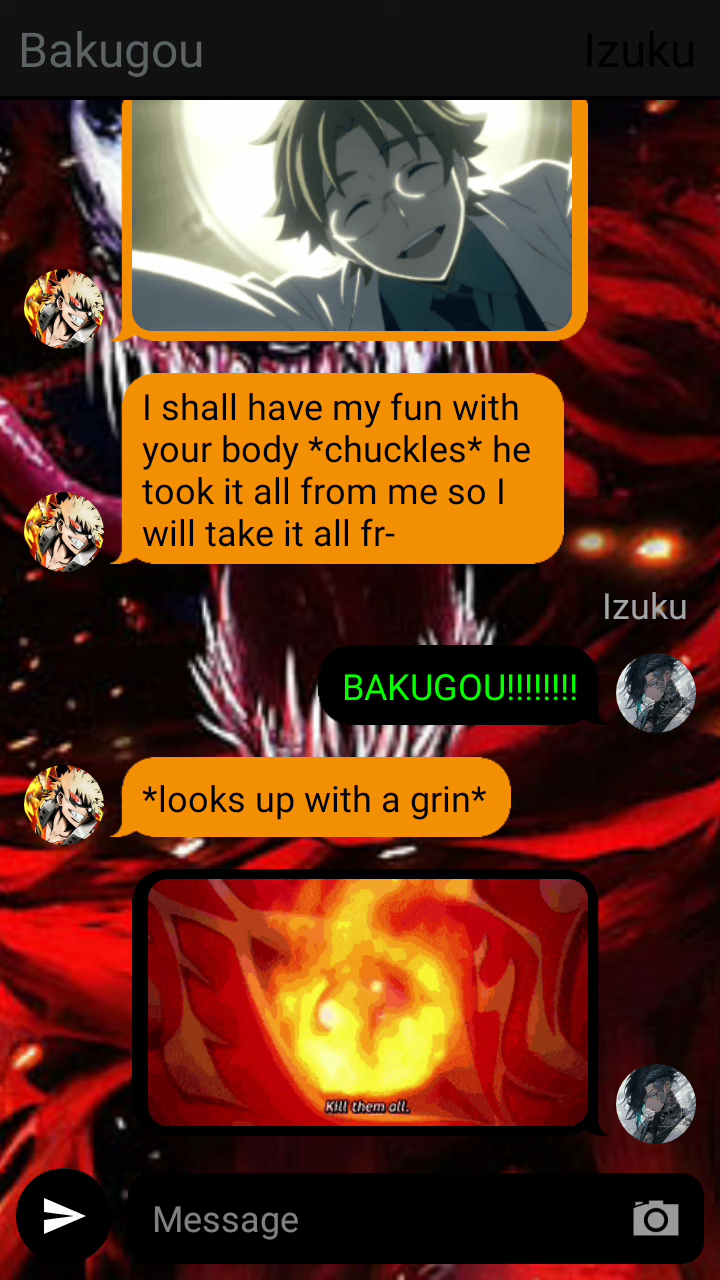 Bakugou
Izuku
I shall have my fun with
your body *chuckles* he
took it all from me so I
will take it all fr-
Izuku
BAKUGOU!!!!!!!!
*looks up with a grin*
Kill them all.
Message